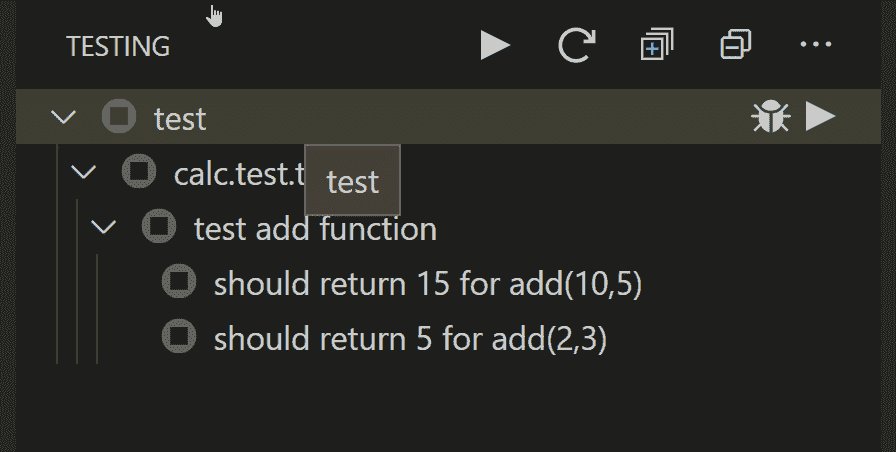 TESTING
test
calc.test.t
test
test add function
should return 15 for add(10,5)
should return 5 for add(2,3)